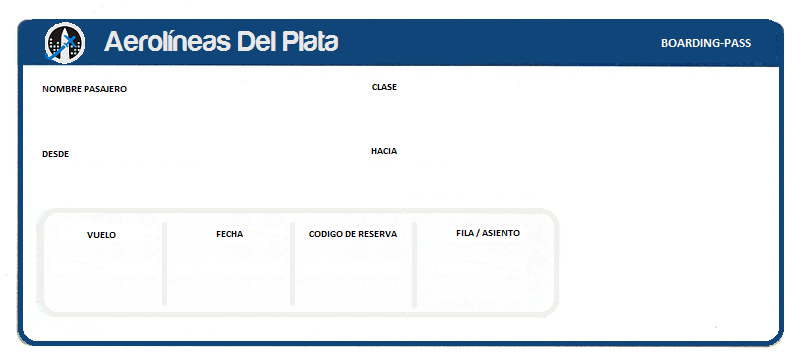 Aerolíneas Del Plata
BOARDING-PASS
NOMBRE PASAJERO
CLASE
DESDE
HACIA
VUELO
FECHA
CODIGO DE RESERVA
FILA / ASIENTO